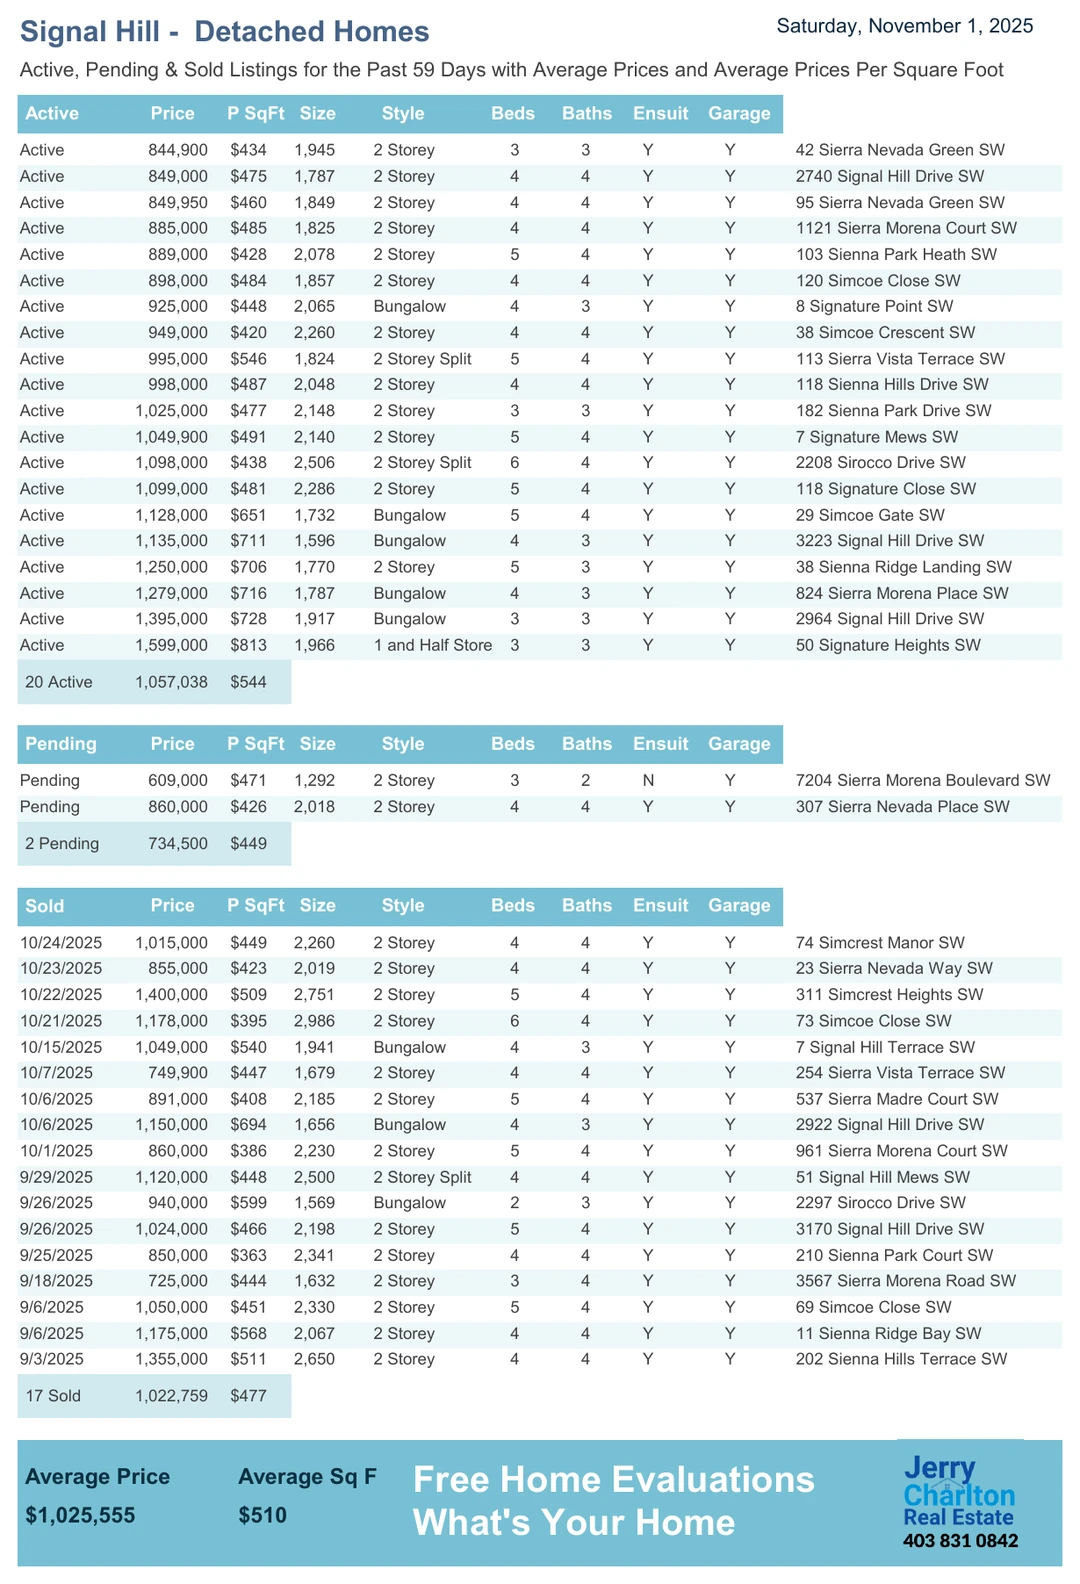 Signal Hill -  Detached Homes
Saturday, November 1, 2025
Active, Pending & Sold Listings for the Past 59 Days with Average Prices and Average Prices Per Square Foot
Active Price P SqFt Size Style Beds Baths Ensuit Garage
Active 844,900 $434 1,945 2 Storey 3 3 Y Y 42 Sierra Nevada Green SW
Active 849,000 $475 1,787 2 Storey 4 4 Y Y 2740 Signal Hill Drive SW
Active 849,950 $460 1,849 2 Storey 4 4 Y Y 95 Sierra Nevada Green SW
Active 885,000 $485 1,825 2 Storey 4 4 Y Y 1121 Sierra Morena Court SW
Active 889,000 $428 2,078 2 Storey 5 4 Y Y 103 Sienna Park Heath SW
Active 898,000 $484 1,857 2 Storey 4 4 Y Y 120 Simcoe Close SW
Active 925,000 $448 2,065 Bungalow 4 3 Y Y 8 Signature Point SW
Active 949,000 $420 2,260 2 Storey 4 4 Y Y 38 Simcoe Crescent SW
Active 995,000 $546 1,824 2 Storey Split 5 4 Y Y 113 Sierra Vista Terrace SW
Active 998,000 $487 2,048 2 Storey 4 4 Y Y 118 Sienna Hills Drive SW
Active 1,025,000 $477 2,148 2 Storey 3 3 Y Y 182 Sienna Park Drive SW
Active 1,049,900 $491 2,140 2 Storey 5 4 Y Y 7 Signature Mews SW
Active 1,098,000 $438 2,506 2 Storey Split 6 4 Y Y 2208 Sirocco Drive SW
Active 1,099,000 $481 2,286 2 Storey 5 4 Y Y 118 Signature Close SW
Active 1,128,000 $651 1,732 Bungalow 5 4 Y Y 29 Simcoe Gate SW
Active 1,135,000 $711 1,596 Bungalow 4 3 Y Y 3223 Signal Hill Drive SW
Active 1,250,000 $706 1,770 2 Storey 5 3 Y Y 38 Sienna Ridge Landing SW
Active 1,279,000 $716 1,787 Bungalow 4 3 Y Y 824 Sierra Morena Place SW
Active 1,395,000 $728 1,917 Bungalow 3 3 Y Y 2964 Signal Hill Drive SW
Active 1,599,000 $813 1,966 1 and Half Store 3 3 Y Y 50 Signature Heights SW
20 Active 1,057,038 $544
Pending Price P SqFt Size Style Beds Baths Ensuit Garage
Pending 609,000 $471 1,292 2 Storey 3 2 N Y 7204 Sierra Morena Boulevard SW
Pending 860,000 $426 2,018 2 Storey 4 4 Y Y 307 Sierra Nevada Place SW
2 Pending 734,500 $449
Sold Price P SqFt Size Style Beds Baths Ensuit Garage
10/24/2025 1,015,000 $449 2,260 2 Storey 4 4 Y Y 74 Simcrest Manor SW
10/23/2025 855,000 $423 2,019 2 Storey 4 4 Y Y 23 Sierra Nevada Way SW
10/22/2025 1,400,000 $509 2,751 2 Storey 5 4 Y Y 311 Simcrest Heights SW
10/21/2025 1,178,000 $395 2,986 2 Storey 6 4 Y Y 73 Simcoe Close SW
10/15/2025 1,049,000 $540 1,941 Bungalow 4 3 Y Y 7 Signal Hill Terrace SW
10/7/2025 749,900 $447 1,679 2 Storey 4 4 Y Y 254 Sierra Vista Terrace SW
10/6/2025 891,000 $408 2,185 2 Storey 5 4 Y Y 537 Sierra Madre Court SW
10/6/2025 1,150,000 $694 1,656 Bungalow 4 3 Y Y 2922 Signal Hill Drive SW
10/1/2025 860,000 $386 2,230 2 Storey 5 4 Y Y 961 Sierra Morena Court SW
9/29/2025 1,120,000 $448 2,500 2 Storey Split 4 4 Y Y 51 Signal Hill Mews SW
9/26/2025 940,000 $599 1,569 Bungalow 2 3 Y Y 2297 Sirocco Drive SW
9/26/2025 1,024,000 $466 2,198 2 Storey 5 4 Y Y 3170 Signal Hill Drive SW
9/25/2025 850,000 $363 2,341 2 Storey 4 4 Y Y 210 Sienna Park Court SW
9/18/2025 725,000 $444 1,632 2 Storey 3 4 Y Y 3567 Sierra Morena Road SW
9/6/2025 1,050,000 $451 2,330 2 Storey 5 4 Y Y 69 Simcoe Close SW
9/6/2025 1,175,000 $568 2,067 2 Storey 4 4 Y Y 11 Sienna Ridge Bay SW
9/3/2025 1,355,000 $511 2,650 2 Storey 4 4 Y Y 202 Sienna Hills Terrace SW
17 Sold 1,022,759 $477
Average Price Average Sq F
$1,025,555 $510
Free Home Evaluations
What's Your Home
Jerry
Charlton
Real Estate
403 831 0842